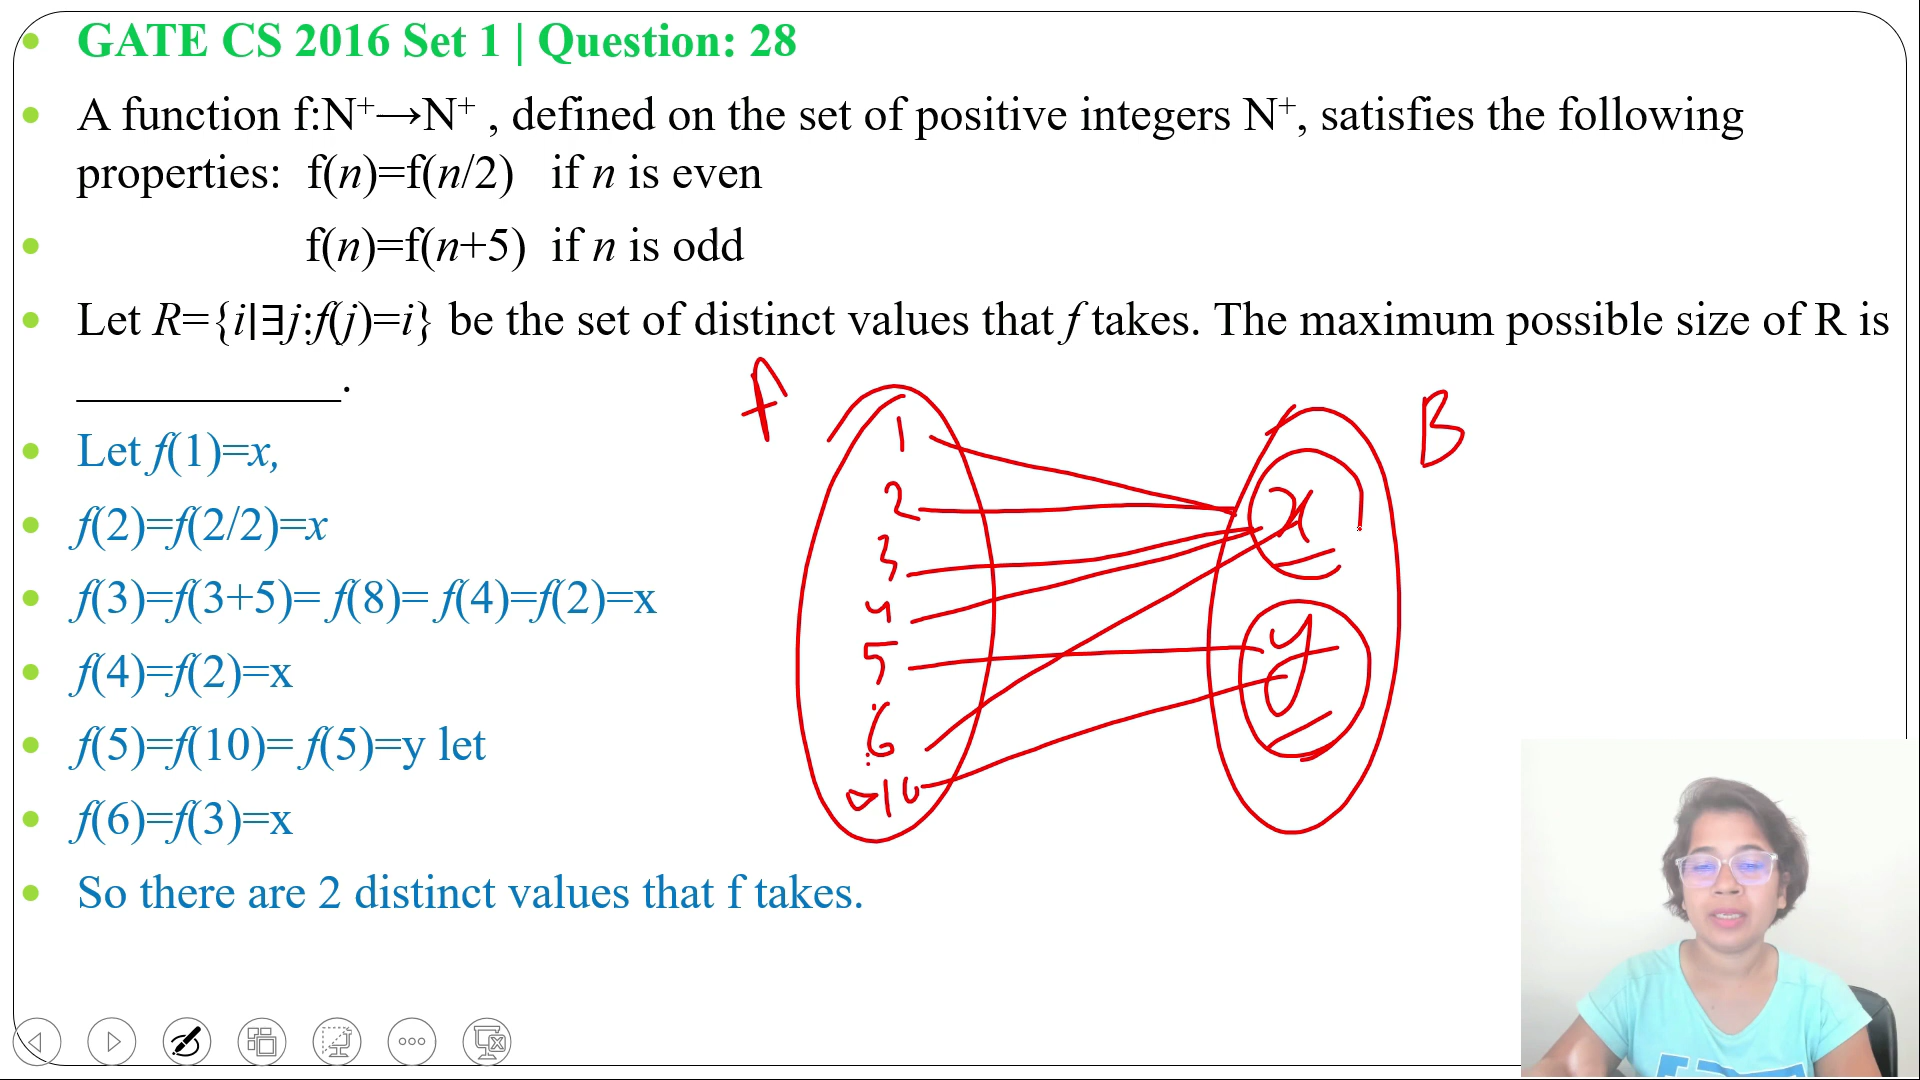 GATE CS 2016 Set 1 | Question: 28
A function f:N⁺→N⁺ , defined on the set of positive integers N⁺, satisfies the following
properties: f(n)=f(n/2) if n is even
f(n)=f(n+5) if n is odd
Let R={i|∃j:f(j)=i} be the set of distinct values that f takes. The maximum possible size of R is
____________.
Let f(1)=x,
f(2)=f(2/2)=x
f(3)=f(3+5)= f(8)= f(4)=f(2)=x
f(4)=f(2)=x
f(5)=f(10)= f(5)=y let
f(6)=f(3)=x
So there are 2 distinct values that f takes.
A
1
2
3
4
5
6
10
B
x
y